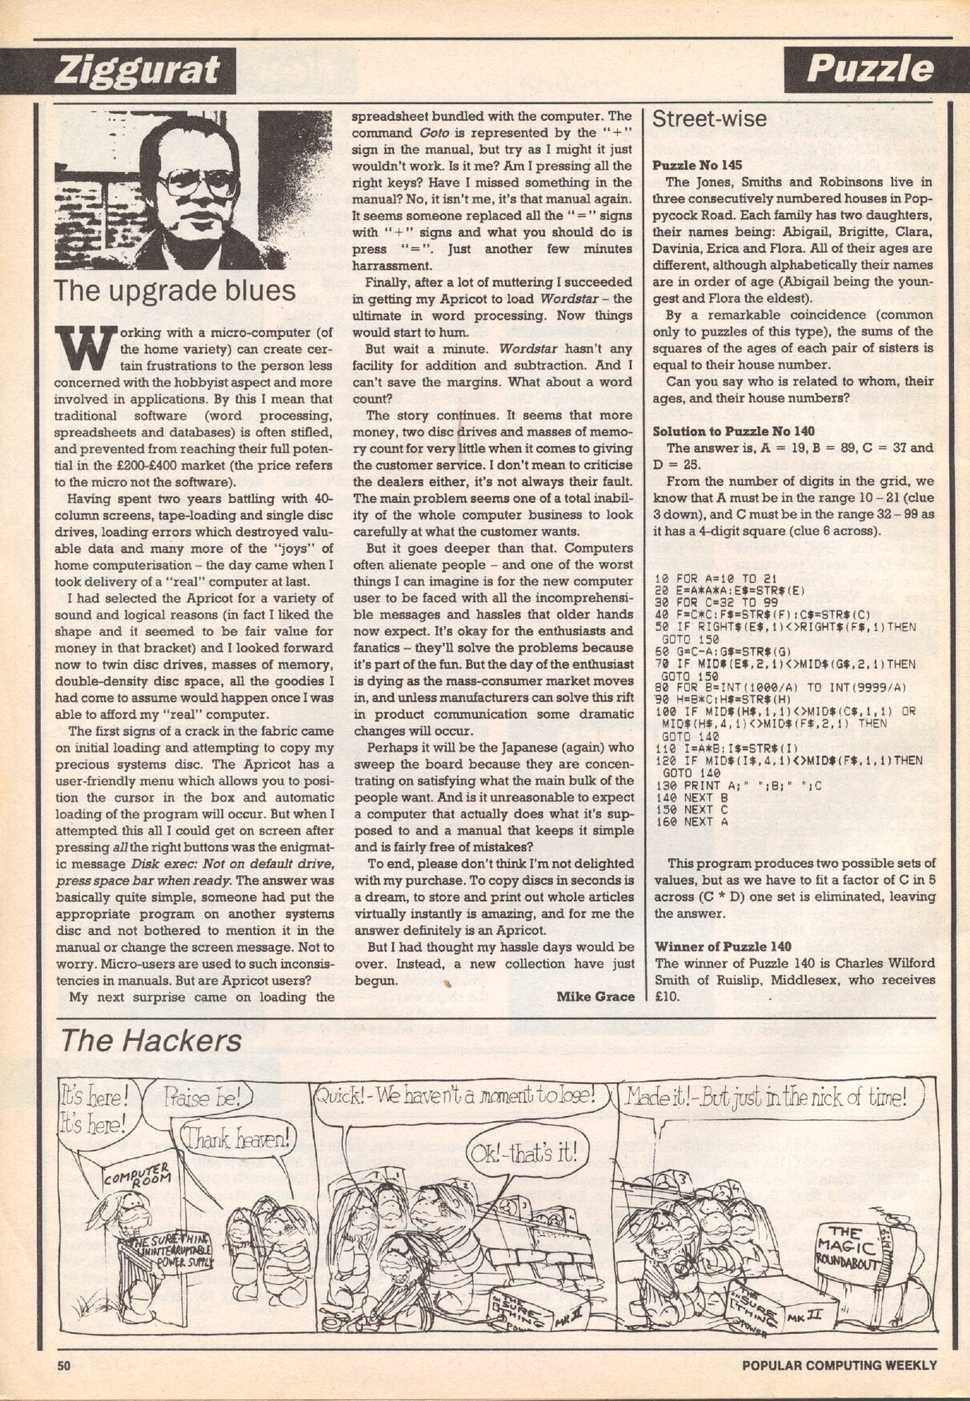 Ziggurat
Puzzle
The upgrade blues
Working with a micro-computer (of
the home variety) can create cer-
tain frustrations to the person less
concerned with the hobbyist aspect and more
involved in applications. By this I mean that
traditional software (word processing,
spreadsheets and databases) is often stifled,
and prevented from reaching their full poten-
tial in the £200-£400 market (the price refers
to the micro not the software).
Having spent two years battling with 40-
column screens, tape-loading and single disc
drives, loading errors which destroyed valu-
able data and many more of the "joys" of
home computerisation – the day came when I
took delivery of a "real" computer at last.
I had selected the Apricot for a variety of
sound and logical reasons (in fact I liked the
shape and it seemed to be fair value for
money in that bracket) and I looked forward
now to twin disc drives, masses of memory,
double-density disc space, all the goodies I
had come to assume would happen once I was
able to afford my "real" computer.
The first signs of a crack in the fabric came
on initial loading and attempting to copy my
precious systems disc. The Apricot has a
user-friendly menu which allows you to posi-
tion the cursor in the box and automatic
loading of the program will occur. But when I
attempted this all I could get on screen after
pressing all the right buttons was the enigmat-
ic message Disk exec: Not on default drive,
press space bar when ready. The answer was
basically quite simple, someone had put the
appropriate program on another systems
disc and not bothered to mention it in the
manual or change the screen message. Not to
worry. Micro-users are used to such inconsis-
tencies in manuals. But are Apricot users?
My next surprise came on loading the
spreadsheet bundled with the computer. The
command Goto is represented by the "+"
sign in the manual, but try as I might it just
wouldn't work. Is it me? Am I pressing all the
right keys? Have I missed something in the
manual? No, it isn't me, it's that manual again.
It seems someone replaced all the "=" signs
with "+" signs and what you should do is
press "=". Just another few minutes
harrassment.
Finally, after a lot of muttering I succeeded
in getting my Apricot to load Wordstar – the
ultimate in word processing. Now things
would start to hum.
But wait a minute. Wordstar hasn't any
facility for addition and subtraction. And I
can't save the margins. What about a word
count?
The story continues. It seems that more
money, two disc drives and masses of memo-
ry count for very little when it comes to giving
the customer service. I don't mean to criticise
the dealers either, it's not always their fault.
The main problem seems one of a total inabil-
ity of the whole computer business to look
carefully at what the customer wants.
But it goes deeper than that. Computers
often alienate people – and one of the worst
things I can imagine is for the new computer
user to be faced with all the incomprehensi-
ble messages and hassles that older hands
now expect. It's okay for the enthusiasts and
fanatics – they'll solve the problems because
it's part of the fun. But the day of the enthusiast
is dying as the mass-consumer market moves
in, and unless manufacturers can solve this rift
in product communication some dramatic
changes will occur.
Perhaps it will be the Japanese (again) who
sweep the board because they are concen-
trating on satisfying what the main bulk of the
people want. And is it unreasonable to expect
a computer that actually does what it's sup-
posed to and a manual that keeps it simple
and is fairly free of mistakes?
To end, please don't think I'm not delighted
with my purchase. To copy discs in seconds is
a dream, to store and print out whole articles
virtually instantly is amazing, and for me the
answer definitely is an Apricot.
But I had thought my hassle days would be
over. Instead, a new collection have just
begun.
Mike Grace
Street-wise
Puzzle No 145
The Jones, Smiths and Robinsons live in
three consecutively numbered houses in Pop-
pycock Road. Each family has two daughters,
their names being: Abigail, Brigitte, Clara,
Davinia, Erica and Flora. All of their ages are
different, although alphabetically their names
are in order of age (Abigail being the youn-
gest and Flora the eldest).
By a remarkable coincidence (common
only to puzzles of this type), the sums of the
squares of the ages of each pair of sisters is
equal to their house number.
Can you say who is related to whom, their
ages, and their house numbers?
Solution to Puzzle No 140
The answer is, A = 19, B = 89, C = 37 and
D = 25.
From the number of digits in the grid, we
know that A must be in the range 10 – 21 (clue
3 down), and C must be in the range 32 – 99 as
it has a 4-digit square (clue 6 across).
10 FOR A=10 TO 21
20 E=A*A*A:E$=STR$(E)
30 FOR C=32 TO 99
40 F=C*C:F$=STR$(F):C$=STR$(C)
50 IF RIGHT$(E$,1)<>RIGHT$(F$,1)THEN
GOTO 150
60 G=C-A:G$=STR$(G)
70 IF MID$(E$,2,1)<>MID$(G$,2,1)THEN
GOTO 150
80 FOR B=INT(1000/A) TO INT(9999/A)
90 H=B*C:H$=STR$(H)
100 IF MID$(H$,1,1)<>MID$(C$,1,1) OR
MID$(H$,4,1)<>MID$(F$,2,1) THEN
GOTO 140
110 I=A*B:I$=STR$(I)
120 IF MID$(I$,4,1)<>MID$(F$,1,1)THEN
GOTO 140
130 PRINT A;" ";B;" ";C
140 NEXT B
150 NEXT C
160 NEXT A
This program produces two possible sets of
values, but as we have to fit a factor of C in 5
across (C * D) one set is eliminated, leaving
the answer.
Winner of Puzzle 140
The winner of Puzzle 140 is Charles Wilford
Smith of Ruislip, Middlesex, who receives
£10.
The Hackers
It's here!
It's here!
Praise be!
Thank heaven!
COMPUTER
ROOM
THE SURE THING
UNINTERRUPTABLE
POWER SUPPLY
Quick!-We haven't a moment to lose!
Ok!-that's it!
THE
SURE
THING
POWER
MK II
Made it!-But just in the nick of time!
THE
SURE
THING
POWER
MK II
THE
MAGIC
ROUNDABOUT
50
POPULAR COMPUTING WEEKLY